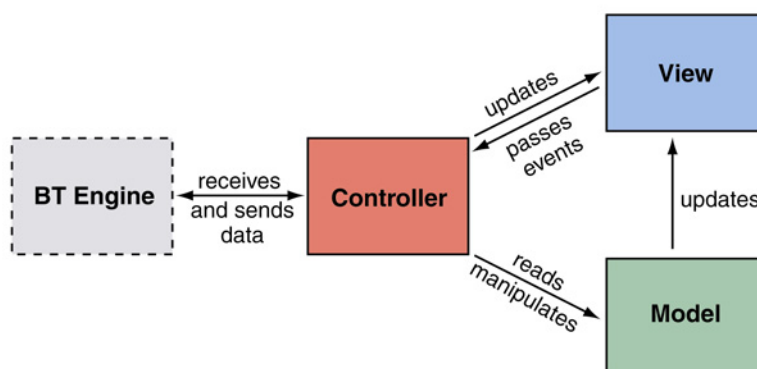 BT Engine
receives
and sends
data
Controller
updates
passes
events
View
updates
reads
manipulates
Model